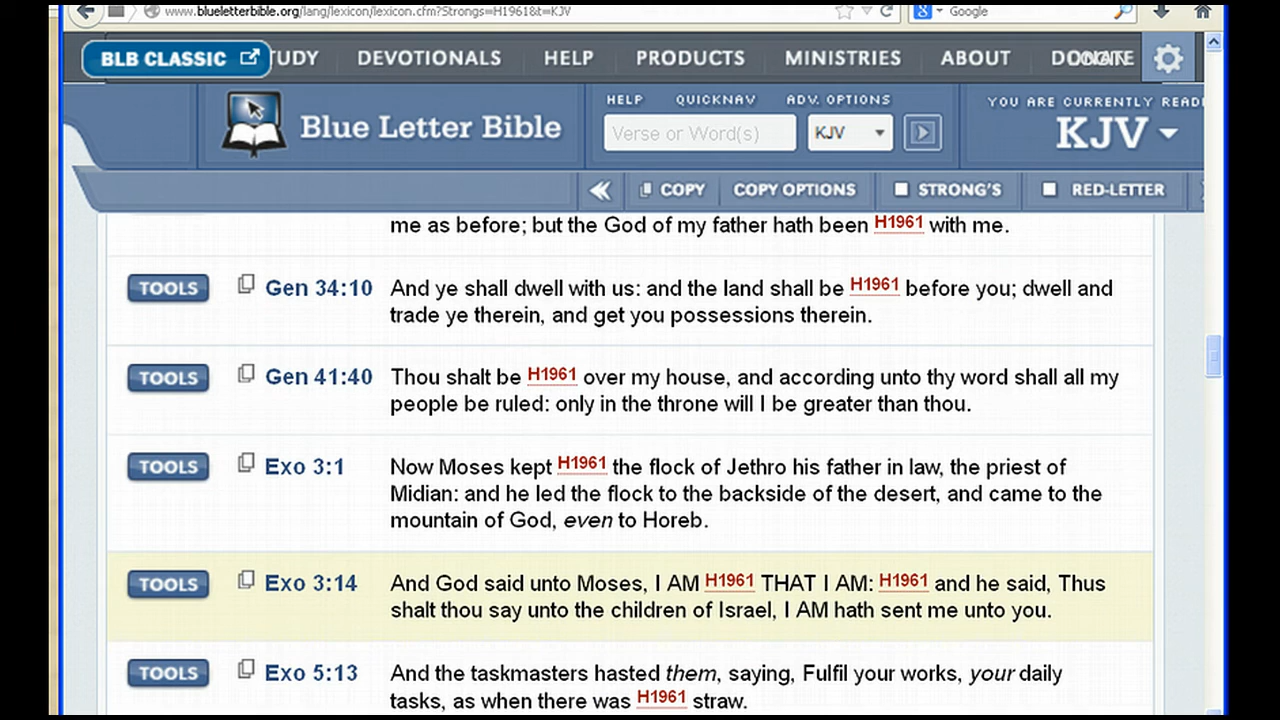 www.blueletterbible.org/lang/lexicon/lexicon.cfm?Strongs=H1961&t=KJV
Google
BLB CLASSIC TUDY DEVOTIONALS HELP PRODUCTS MINISTRIES ABOUT DONATE
HELP QUICKNAV ADV. OPTIONS YOU ARE CURRENTLY READI
Blue Letter Bible Verse or Word(s) KJV KJV
COPY COPY OPTIONS STRONG'S RED-LETTER
me as before; but the God of my father hath been H1961 with me.
TOOLS Gen 34:10 And ye shall dwell with us: and the land shall be H1961 before you; dwell and
trade ye therein, and get you possessions therein.
TOOLS Gen 41:40 Thou shalt be H1961 over my house, and according unto thy word shall all my
people be ruled: only in the throne will I be greater than thou.
TOOLS Exo 3:1 Now Moses kept H1961 the flock of Jethro his father in law, the priest of
Midian: and he led the flock to the backside of the desert, and came to the
mountain of God, even to Horeb.
TOOLS Exo 3:14 And God said unto Moses, I AM H1961 THAT I AM: H1961 and he said, Thus
shalt thou say unto the children of Israel, I AM hath sent me unto you.
TOOLS Exo 5:13 And the taskmasters hasted them, saying, Fulfil your works, your daily
tasks, as when there was H1961 straw.